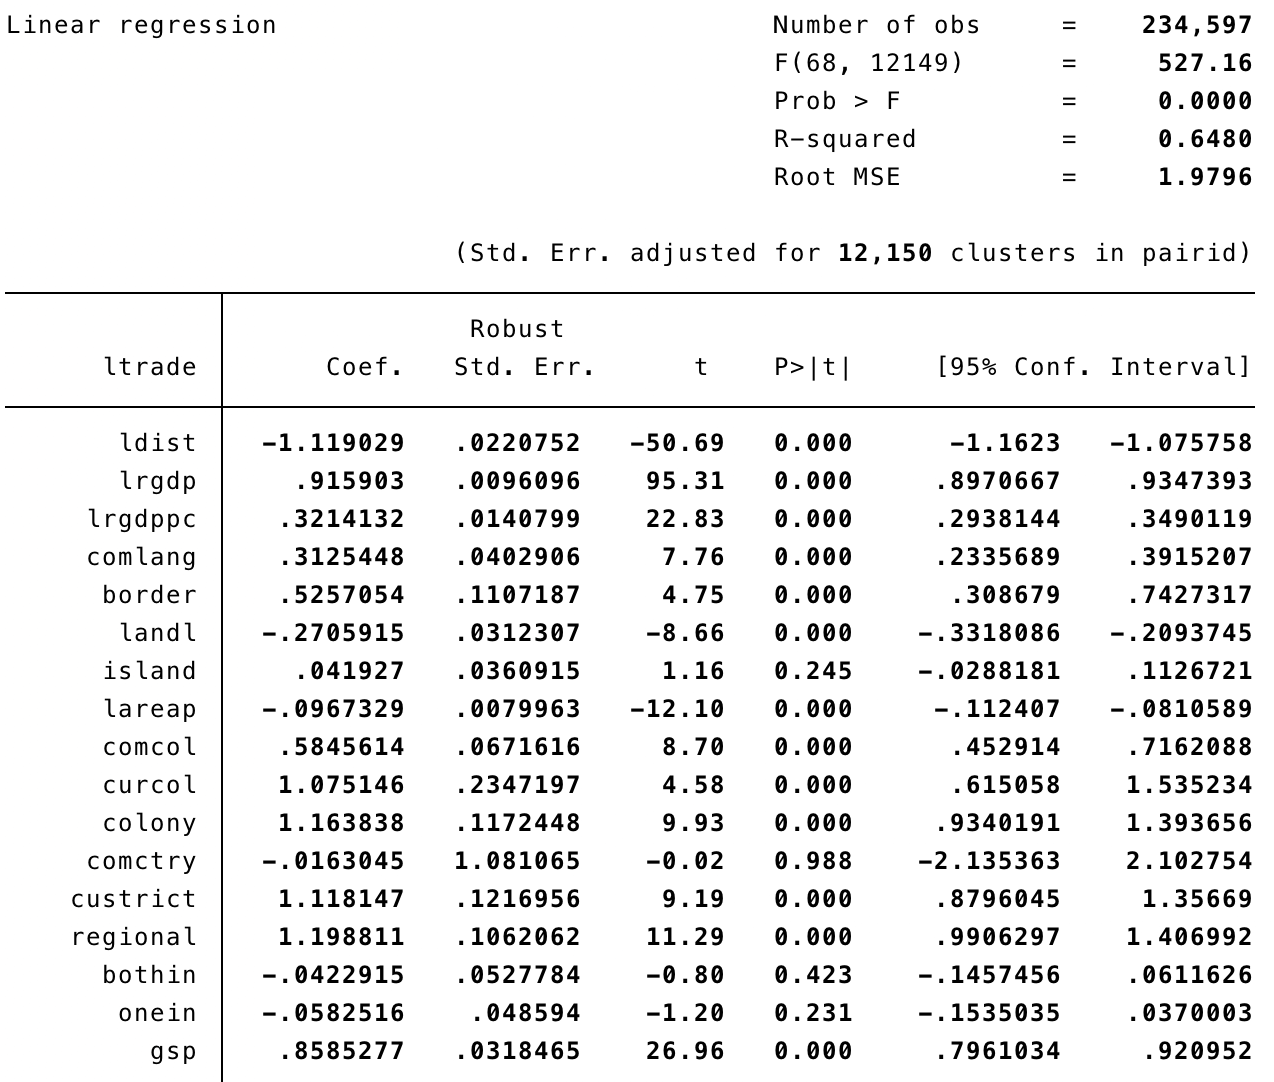 Linear regression Number of obs = 234,597
F(68, 12149) = 527.16
Prob > F = 0.0000
R-squared = 0.6480
Root MSE = 1.9796
(Std. Err. adjusted for 12,150 clusters in pairid)
Robust
ltrade Coef. Std. Err. t P>|t| [95% Conf. Interval]
ldist -1.119029 .0220752 -50.69 0.000 -1.1623 -1.075758
lrgdp .915903 .0096096 95.31 0.000 .8970667 .9347393
lrgdppc .3214132 .0140799 22.83 0.000 .2938144 .3490119
comlang .3125448 .0402906 7.76 0.000 .2335689 .3915207
border .5257054 .1107187 4.75 0.000 .308679 .7427317
landl -.2705915 .0312307 -8.66 0.000 -.3318086 -.2093745
island .041927 .0360915 1.16 0.245 -.0288181 .1126721
lareap -.0967329 .0079963 -12.10 0.000 -.112407 -.0810589
comcol .5845614 .0671616 8.70 0.000 .452914 .7162088
curcol 1.075146 .2347197 4.58 0.000 .615058 1.535234
colony 1.163838 .1172448 9.93 0.000 .9340191 1.393656
comctry -.0163045 1.081065 -0.02 0.988 -2.135363 2.102754
custrict 1.118147 .1216956 9.19 0.000 .8796045 1.35669
regional 1.198811 .1062062 11.29 0.000 .9906297 1.406992
bothin -.0422915 .0527784 -0.80 0.423 -.1457456 .0611626
onein -.0582516 .048594 -1.20 0.231 -.1535035 .0370003
gsp .8585277 .0318465 26.96 0.000 .7961034 .920952